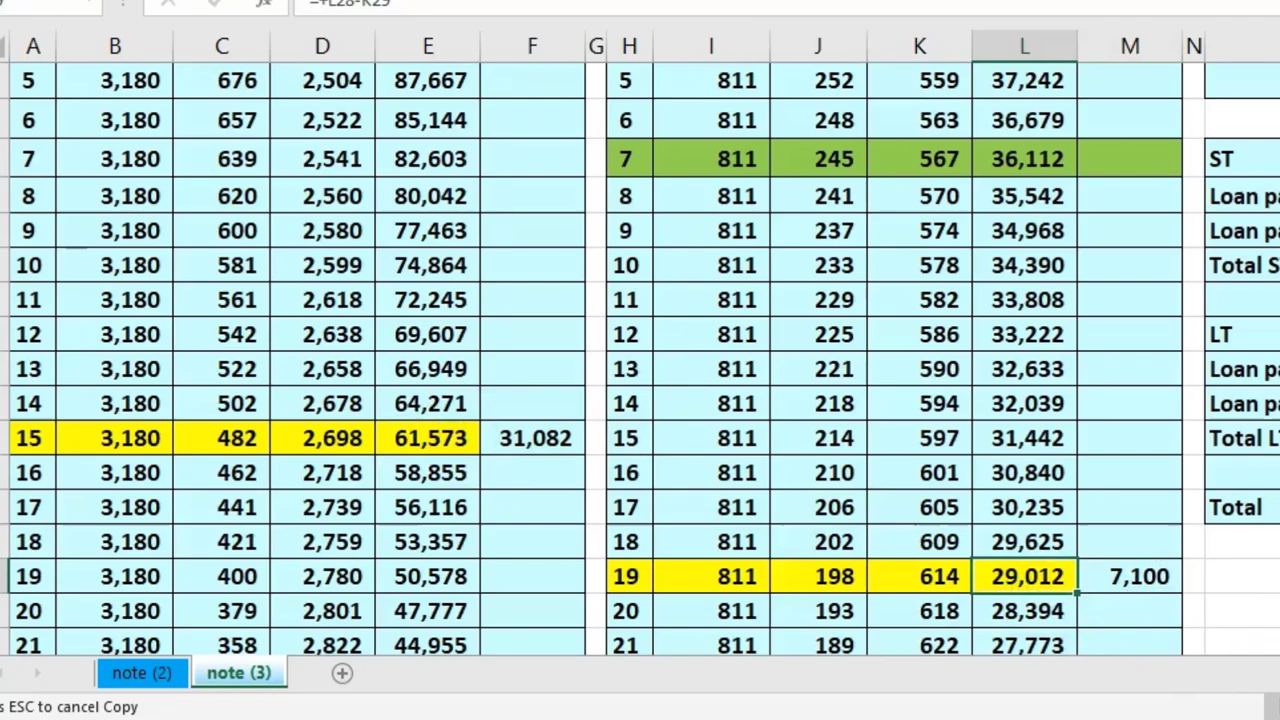 =+L28-K29
A B C D E F G H I J K L M N
5 3,180 676 2,504 87,667 5 811 252 559 37,242
6 3,180 657 2,522 85,144 6 811 248 563 36,679
7 3,180 639 2,541 82,603 7 811 245 567 36,112 ST
8 3,180 620 2,560 80,042 8 811 241 570 35,542 Loan pa
9 3,180 600 2,580 77,463 9 811 237 574 34,968 Loan pa
10 3,180 581 2,599 74,864 10 811 233 578 34,390 Total S
11 3,180 561 2,618 72,245 11 811 229 582 33,808
12 3,180 542 2,638 69,607 12 811 225 586 33,222 LT
13 3,180 522 2,658 66,949 13 811 221 590 32,633 Loan pa
14 3,180 502 2,678 64,271 14 811 218 594 32,039 Loan pa
15 3,180 482 2,698 61,573 31,082 15 811 214 597 31,442 Total L
16 3,180 462 2,718 58,855 16 811 210 601 30,840
17 3,180 441 2,739 56,116 17 811 206 605 30,235 Total
18 3,180 421 2,759 53,357 18 811 202 609 29,625
19 3,180 400 2,780 50,578 19 811 198 614 29,012 7,100
20 3,180 379 2,801 47,777 20 811 193 618 28,394
21 3,180 358 2,822 44,955 21 811 189 622 27,773
note (2) note (3)
s ESC to cancel Copy